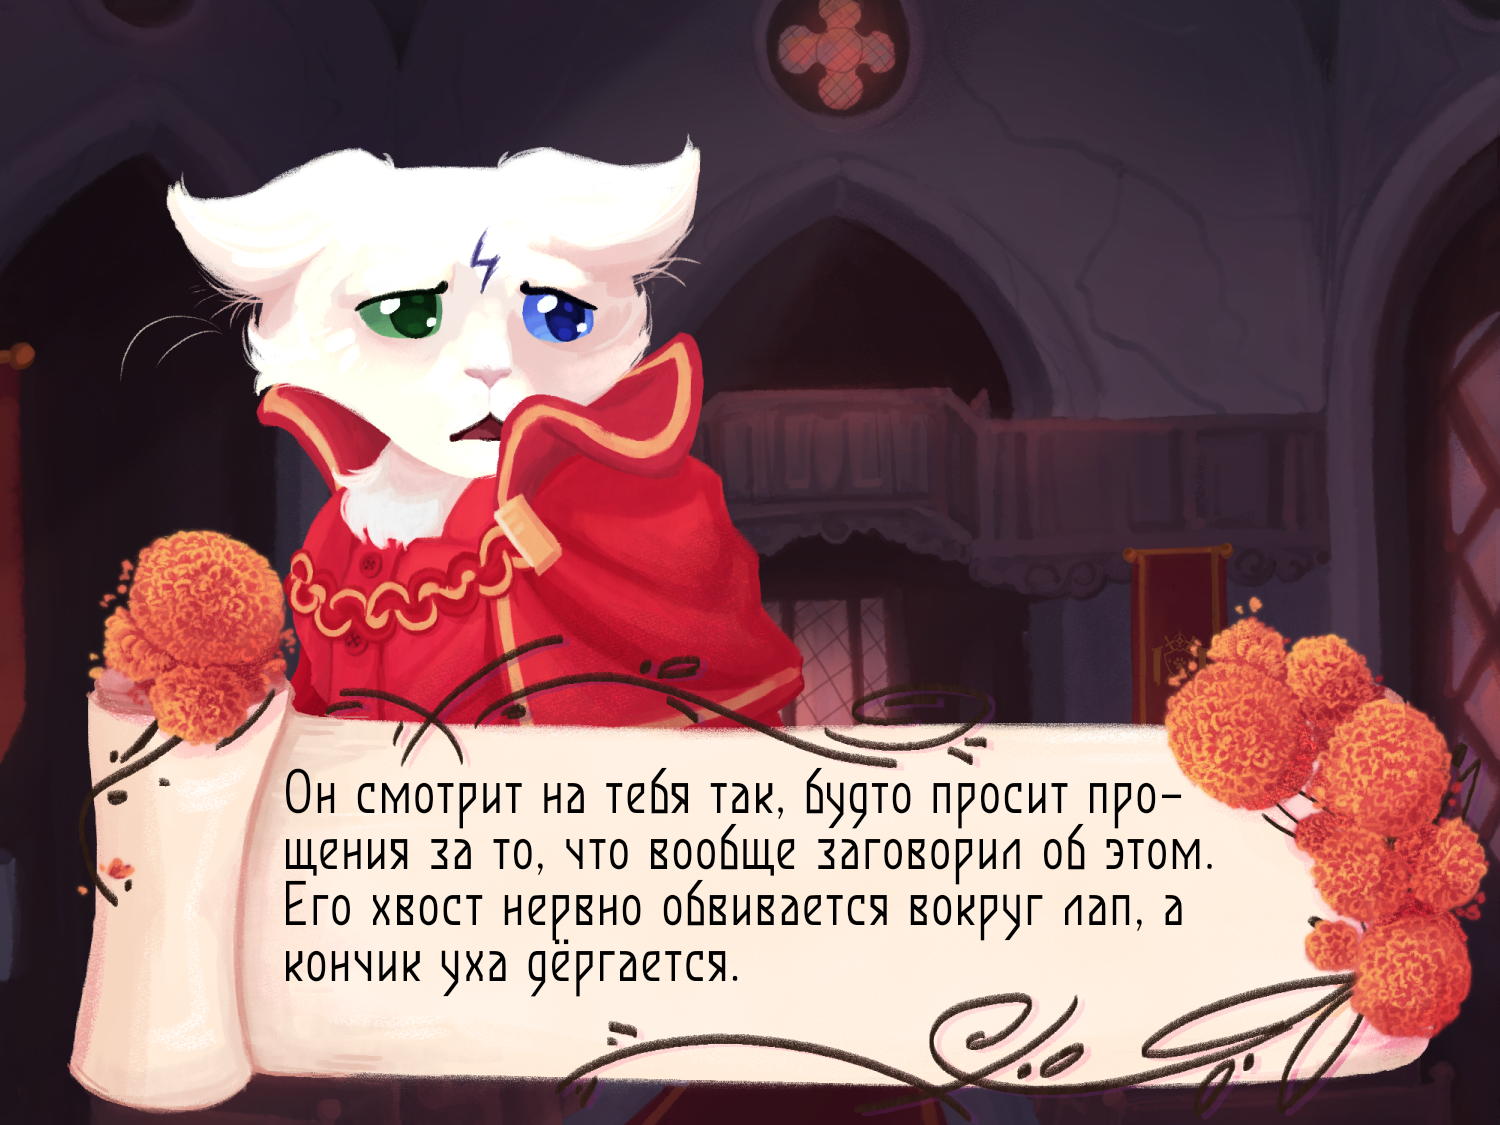 Он смотрит на тебя так, будто просит про-
щения за то, что вообще заговорил об этом.
Его хвост нервно обвивается вокруг лап, а
кончик уха дёргается.